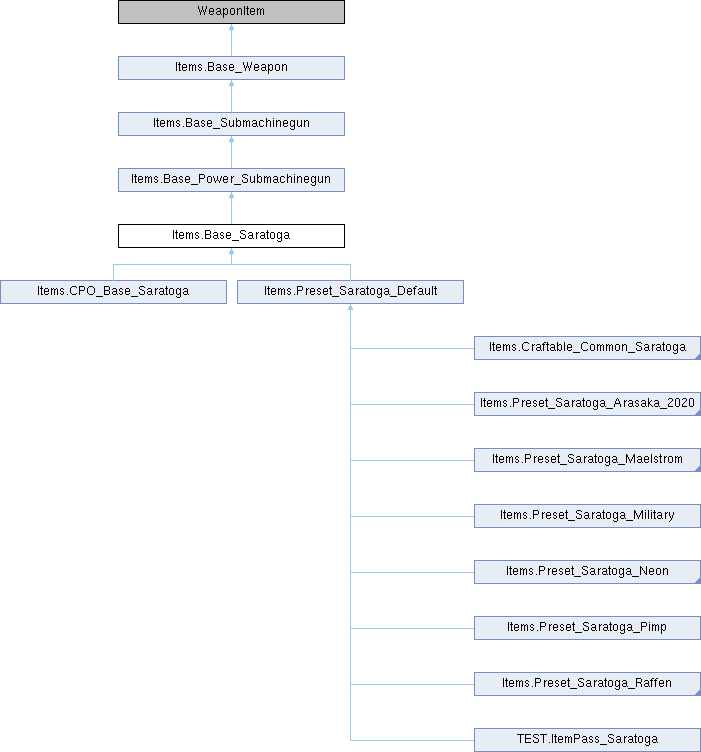 WeaponItem
Items.Base_Weapon
Items.Base_Submachinegun
Items.Base_Power_Submachinegun
Items.Base_Saratoga
Items.CPO_Base_Saratoga
Items.Preset_Saratoga_Default
Items.Craftable_Common_Saratoga
Items.Preset_Saratoga_Arasaka_2020
Items.Preset_Saratoga_Maelstrom
Items.Preset_Saratoga_Military
Items.Preset_Saratoga_Neon
Items.Preset_Saratoga_Pimp
Items.Preset_Saratoga_Raffen
TEST.ItemPass_Saratoga